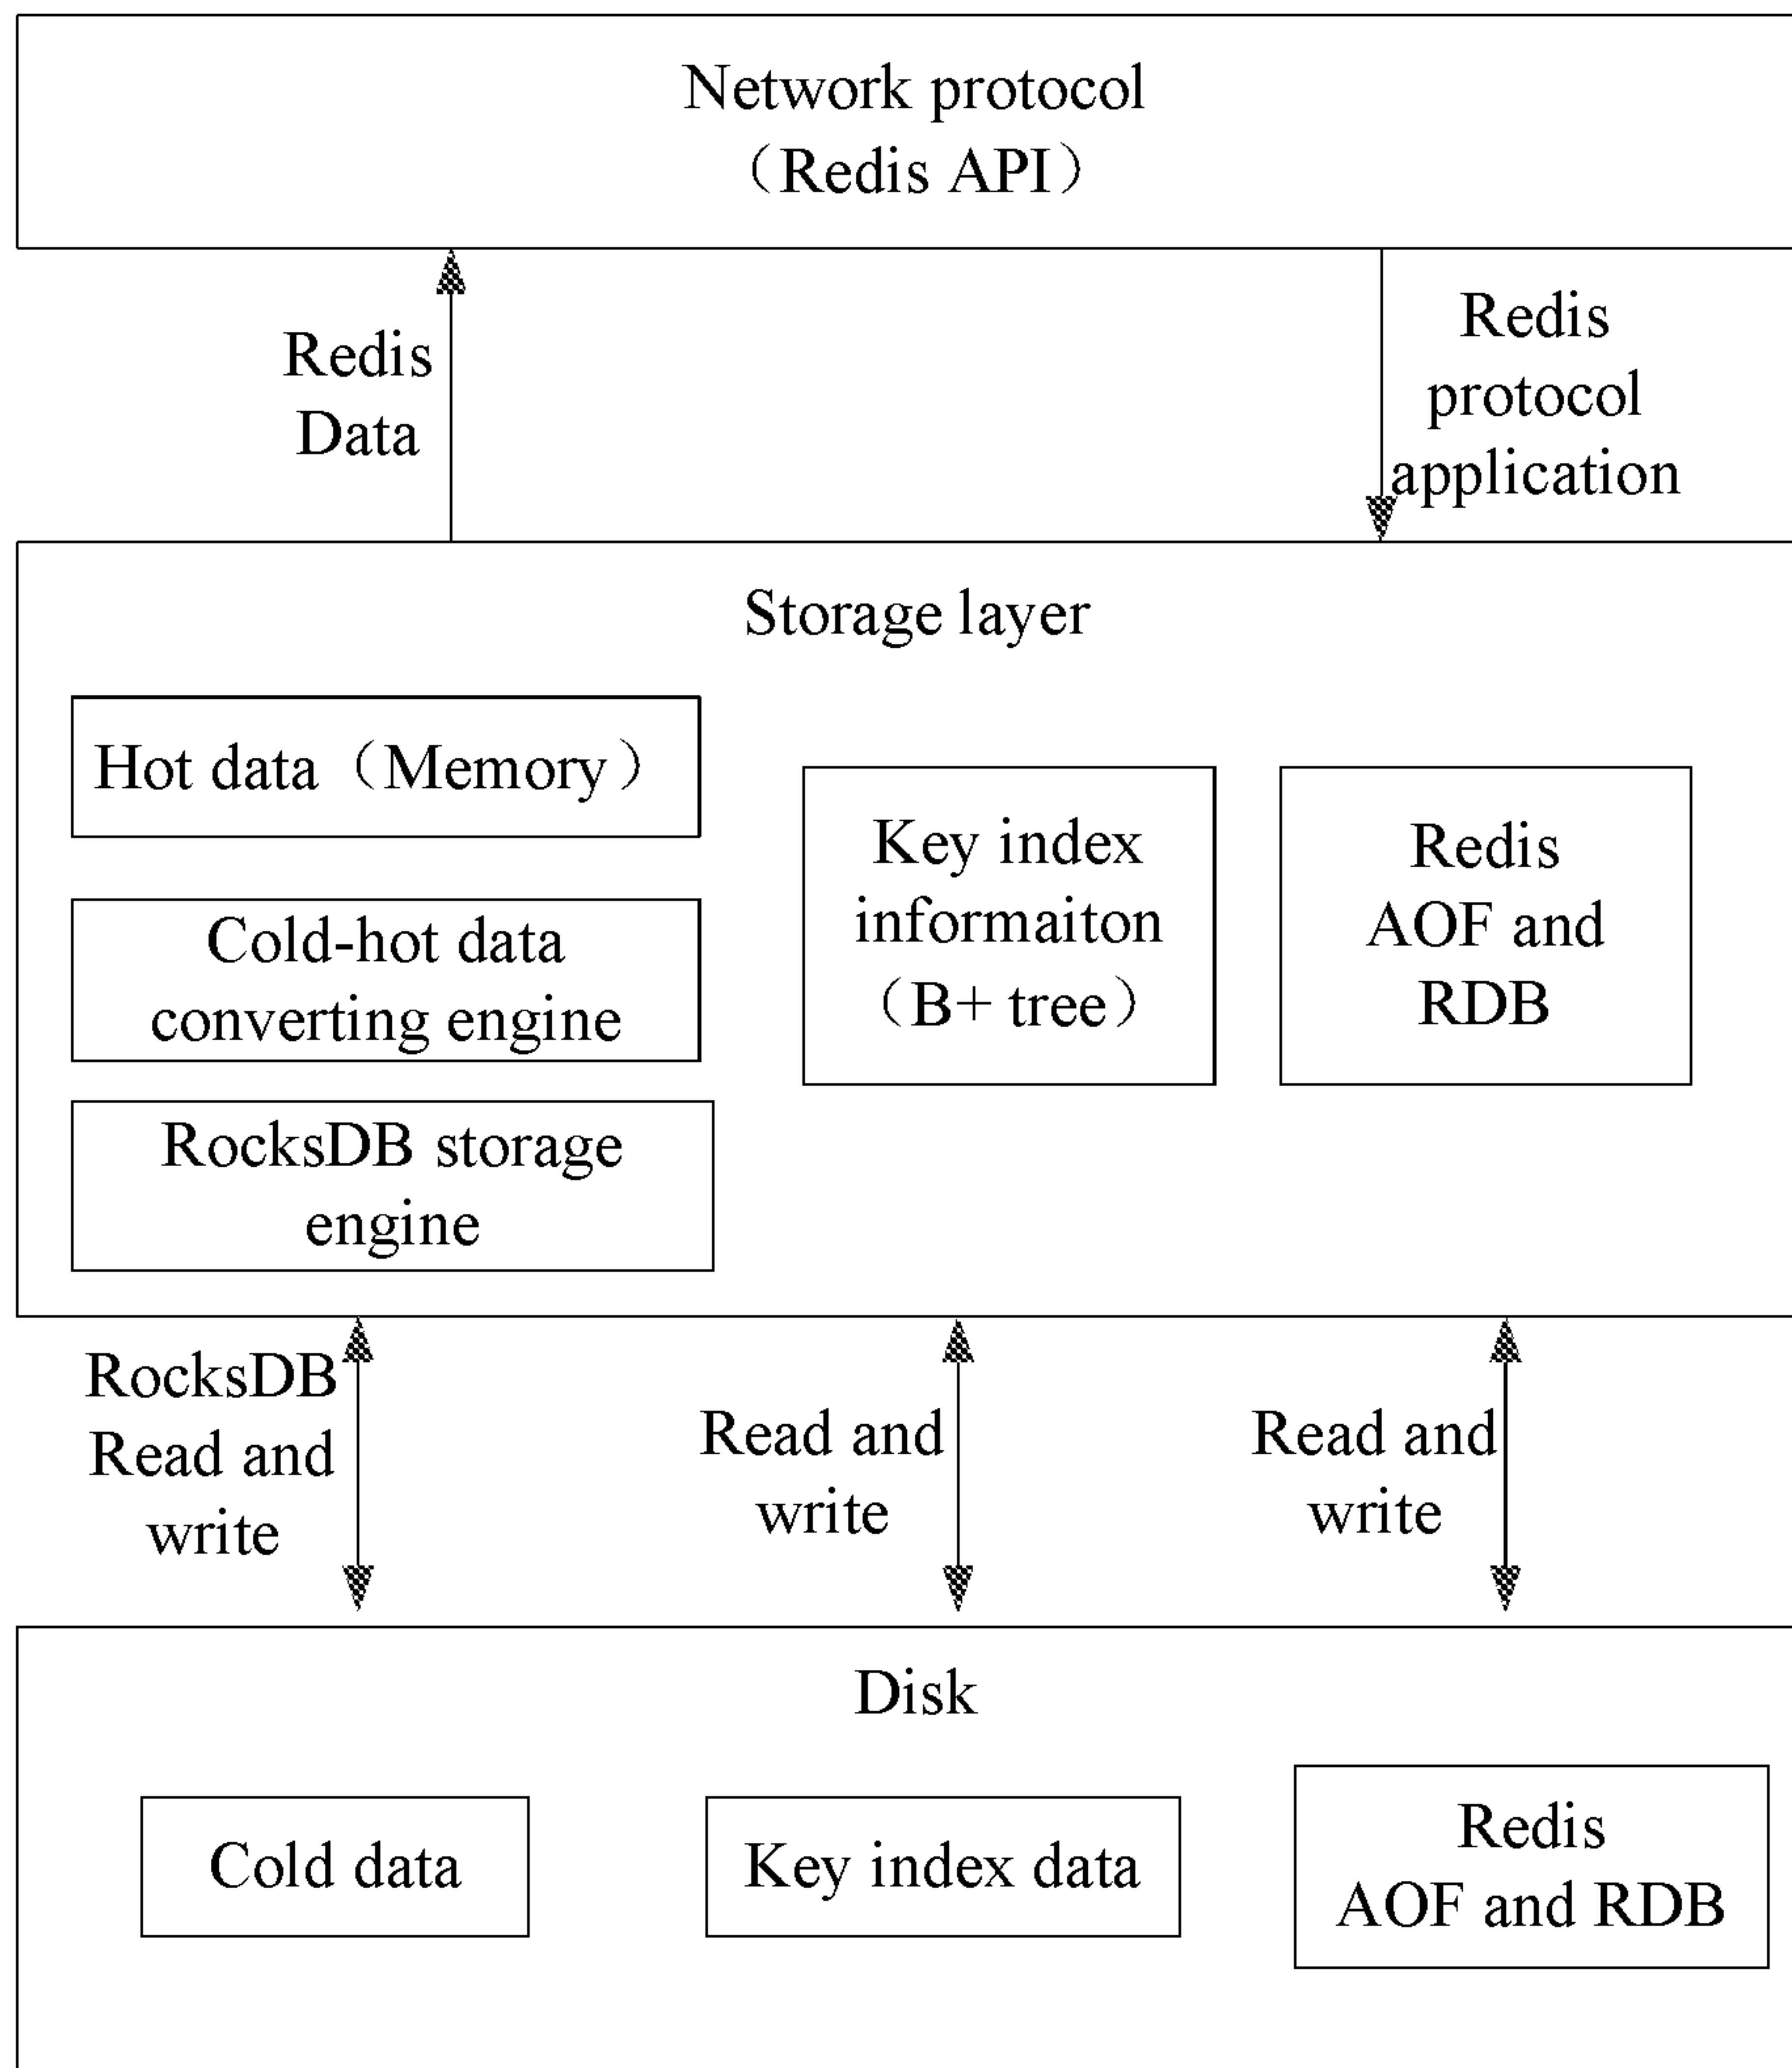 Network protocol
（Redis API）
Redis
Data
Redis
protocol
application
Storage layer
Hot data（Memory）
Cold-hot data
converting engine
RocksDB storage
engine
Key index
informaiton
（B+ tree）
Redis
AOF and
RDB
RocksDB
Read and
write
Read and
write
Read and
write
Disk
Cold data
Key index data
Redis
AOF and RDB